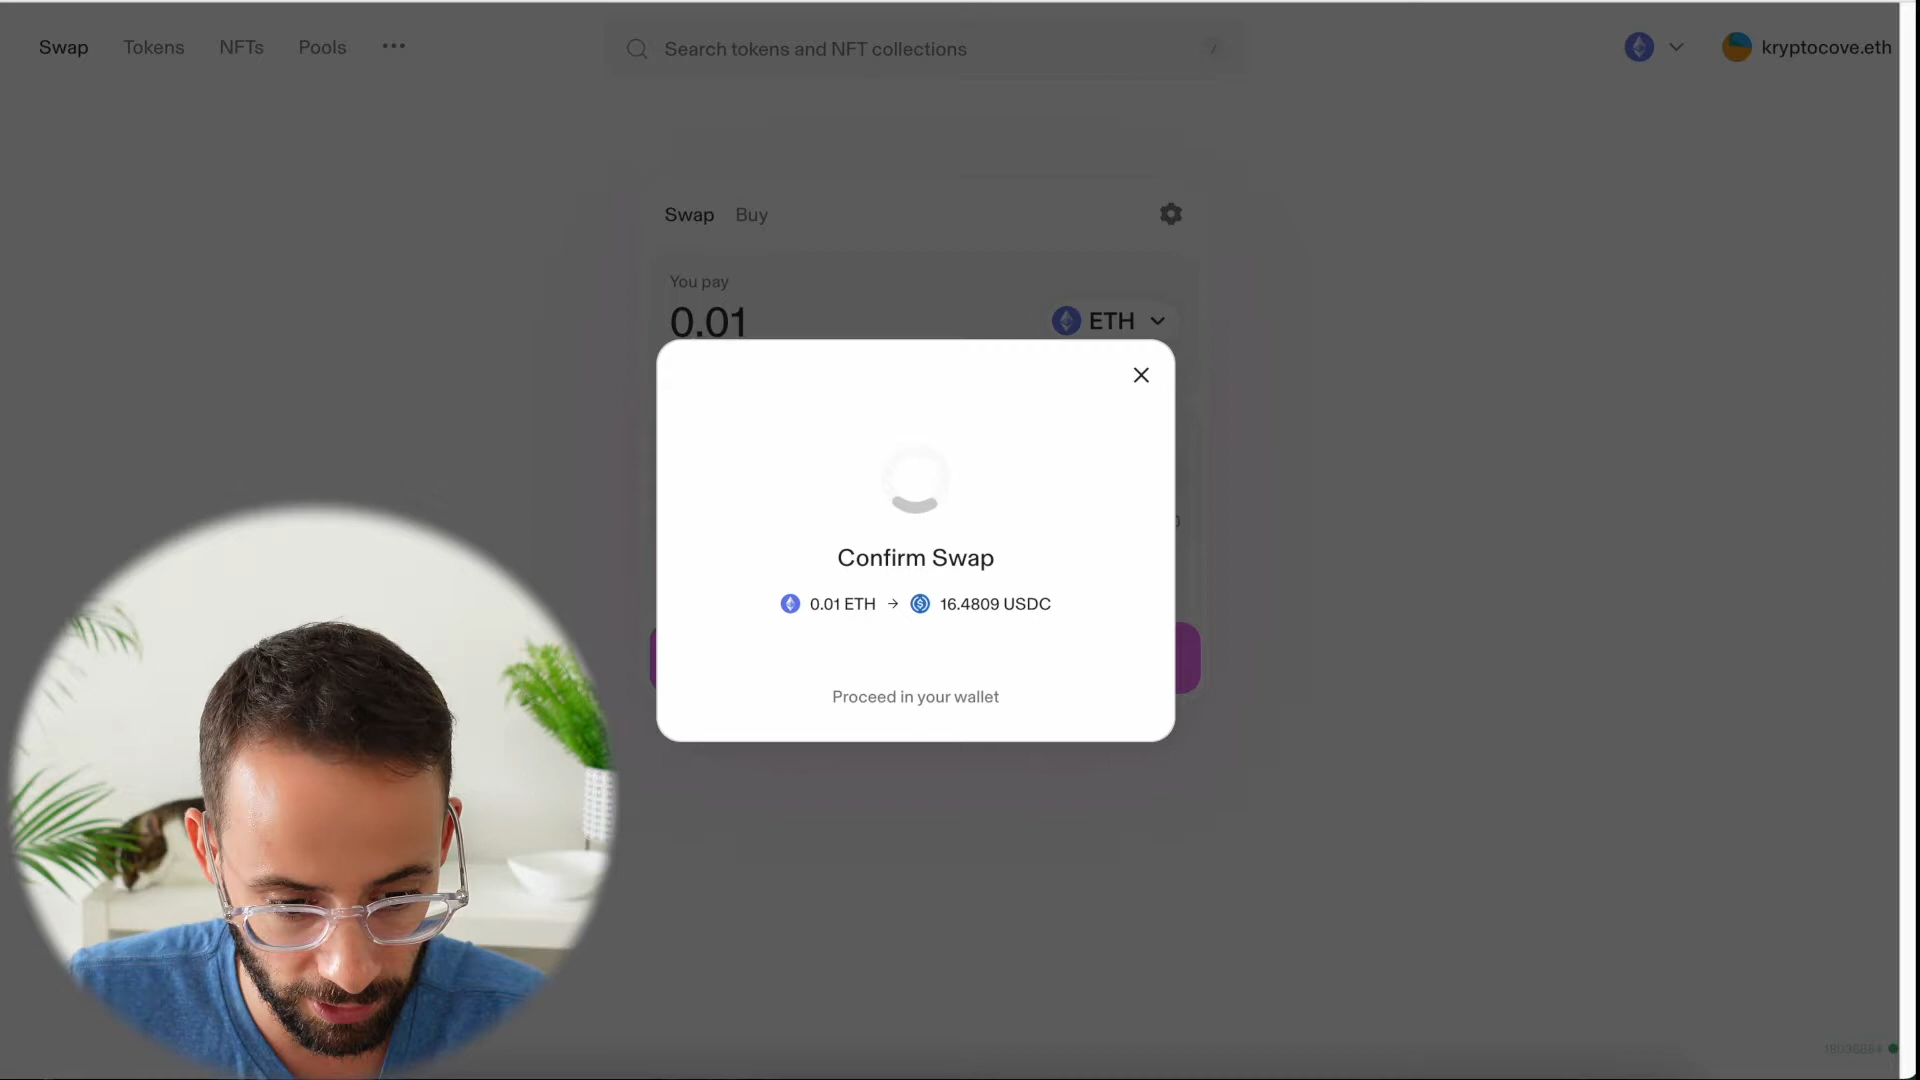 Swap Tokens NFTs Pools
Search tokens and NFT collections /
kryptocove.eth
Swap Buy
You pay
0.01 ETH
Confirm Swap
0.01 ETH → 16.4809 USDC
Proceed in your wallet